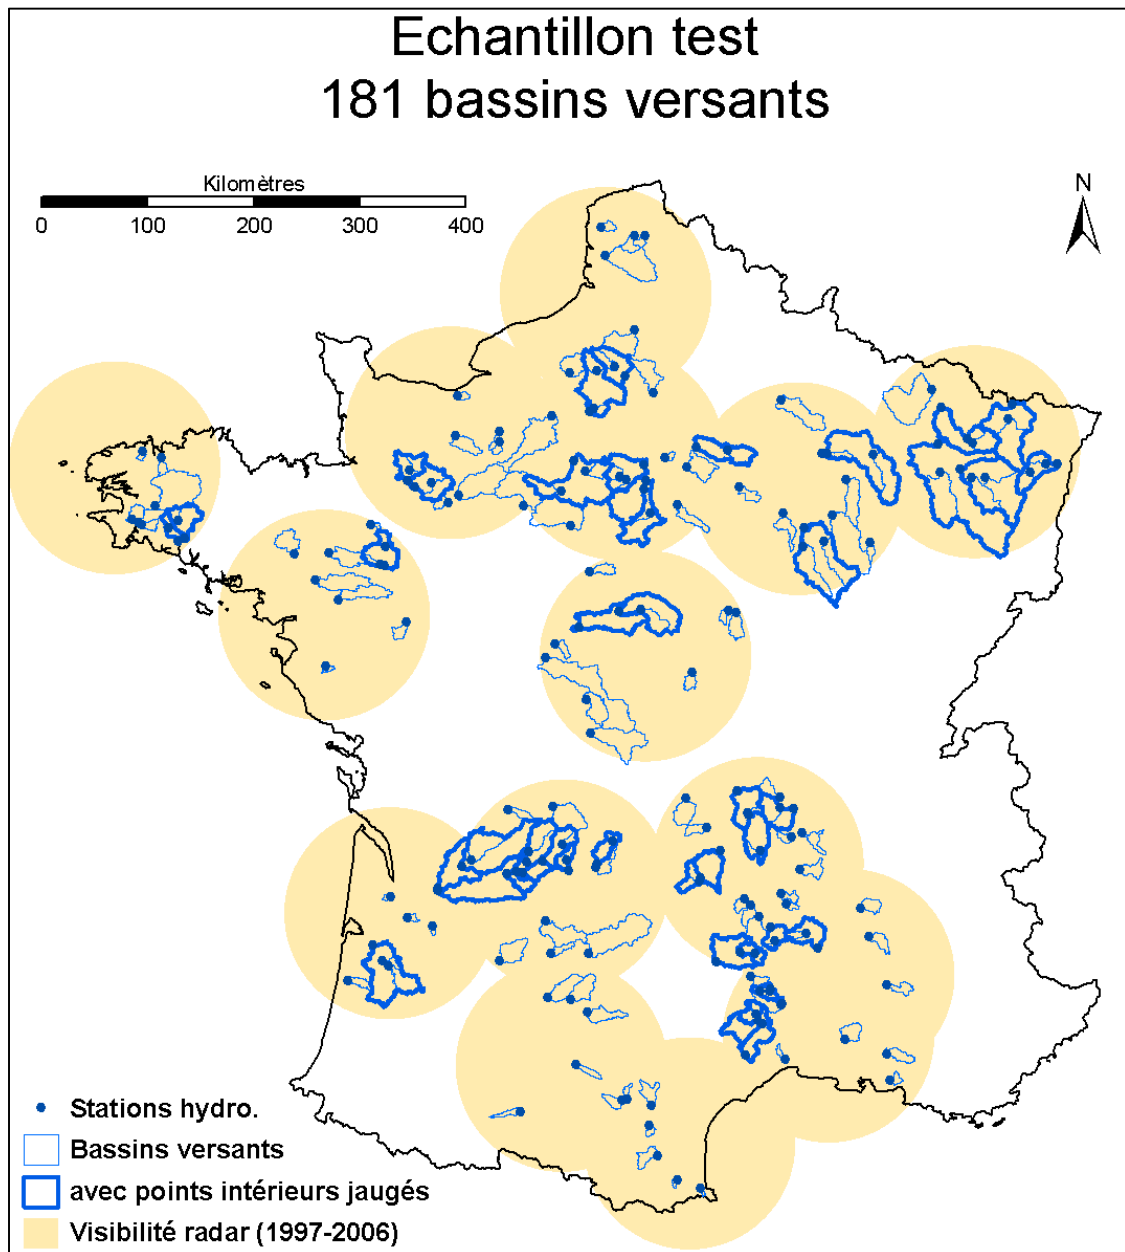 Echantillon test
181 bassins versants
Kilomètres
0 100 200 300 400
N
Stations hydro.
Bassins versants
avec points intérieurs jaugés
Visibilité radar (1997-2006)